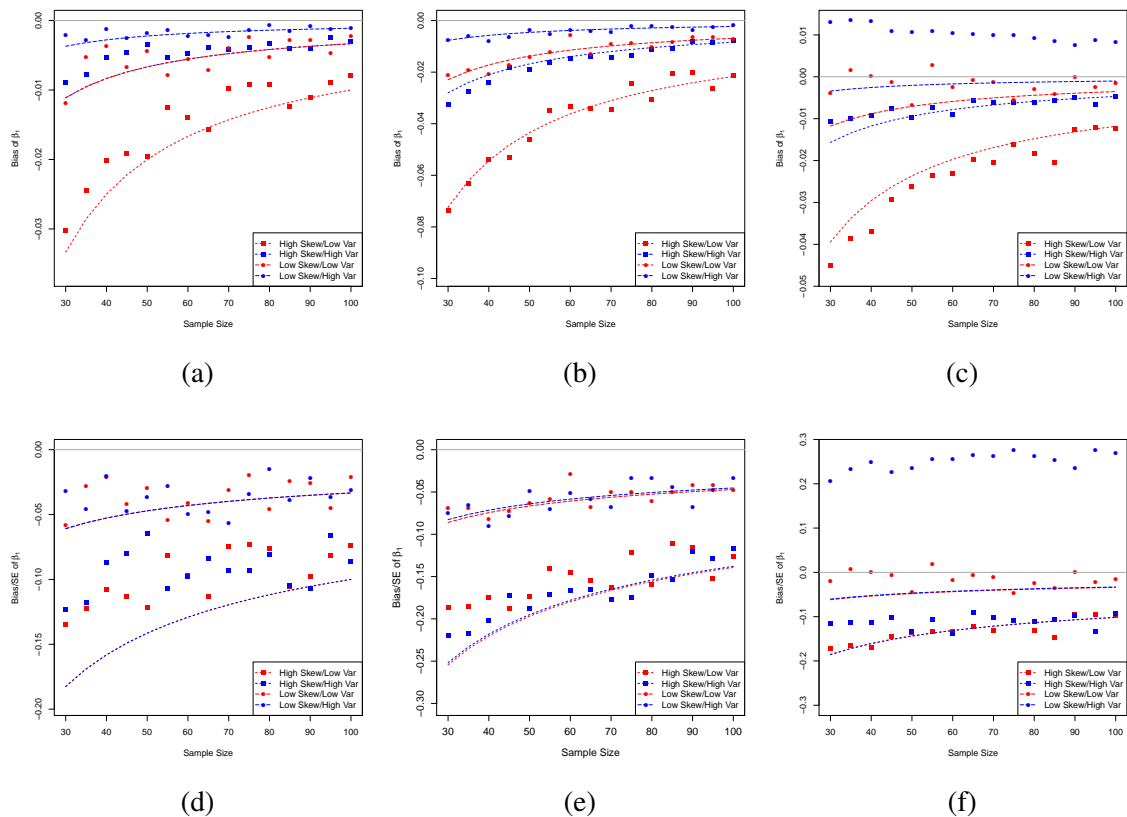 0.00
−0.01
−0.02
−0.03
Bias of β1
30 40 50 60 70 80 90 100
Sample Size
High Skew/Low Var
High Skew/High Var
Low Skew/Low Var
Low Skew/High Var
(a)
0.00
−0.02
−0.04
−0.06
−0.08
−0.10
Bias of β1
30 40 50 60 70 80 90 100
Sample Size
High Skew/Low Var
High Skew/High Var
Low Skew/Low Var
Low Skew/High Var
(b)
0.01
0.00
−0.01
−0.02
−0.03
−0.04
−0.05
Bias of β1
30 40 50 60 70 80 90 100
Sample Size
High Skew/Low Var
High Skew/High Var
Low Skew/Low Var
Low Skew/High Var
(c)
0.00
−0.05
−0.10
−0.15
−0.20
Bias/SE of β1
30 40 50 60 70 80 90 100
Sample Size
High Skew/Low Var
High Skew/High Var
Low Skew/Low Var
Low Skew/High Var
(d)
0.00
−0.05
−0.10
−0.15
−0.20
−0.25
−0.30
Bias/SE of β1
30 40 50 60 70 80 90 100
Sample Size
High Skew/Low Var
High Skew/High Var
Low Skew/Low Var
Low Skew/High Var
(e)
0.3
0.2
0.1
0.0
−0.1
−0.2
−0.3
Bias/SE of β1
30 40 50 60 70 80 90 100
Sample Size
High Skew/Low Var
High Skew/High Var
Low Skew/Low Var
Low Skew/High Var
(f)